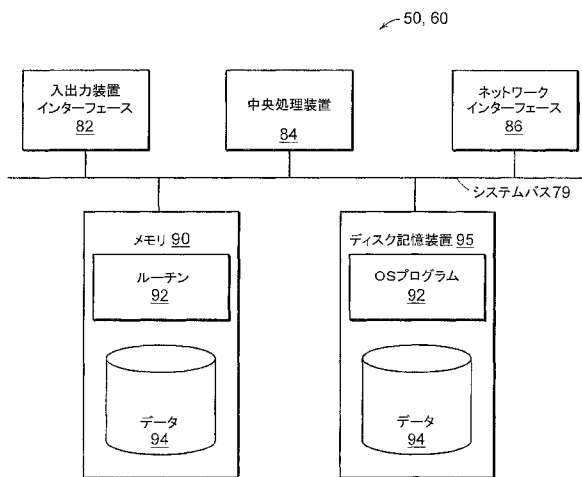 50, 60
入出力装置
インターフェース
82
中央処理装置
84
ネットワーク
インターフェース
86
システムバス79
メモリ 90
ルーチン
92
データ
94
ディスク記憶装置 95
OSプログラム
92
データ
94